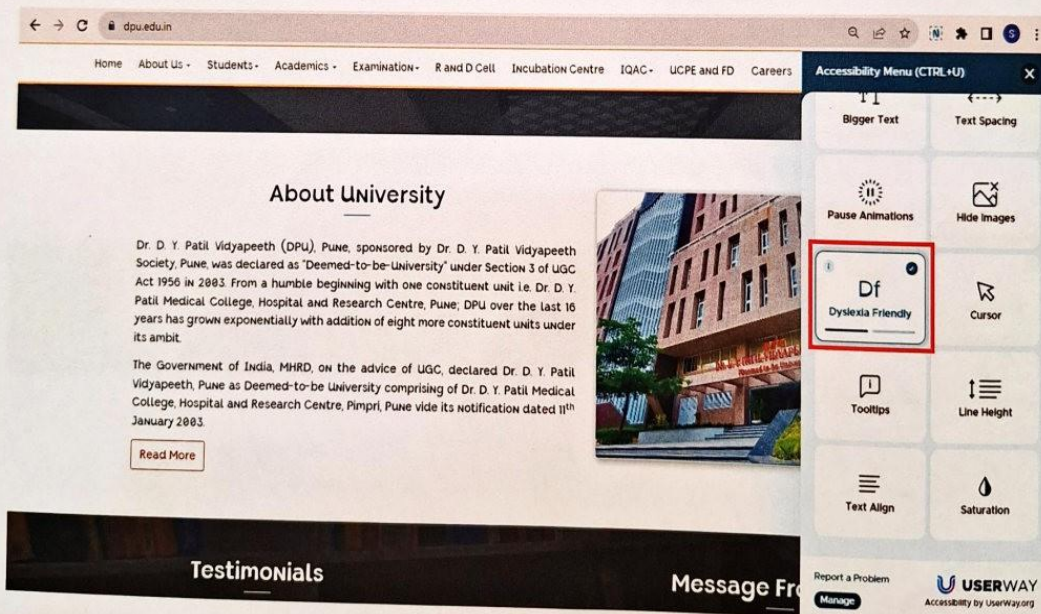 dpu.edu.in
S
Home About Us Students Academics Examination R and D Cell Incubation Centre IQAC UCPE and FD Careers
About University
Dr. D. Y. Patil Vidyapeeth (DPU), Pune, sponsored by Dr. D. Y. Patil Vidyapeeth
Society, Pune, was declared as "Deemed-to-be-University" under Section 3 of UGC
Act 1956 in 2003. From a humble beginning with one constituent unit i.e. Dr. D. Y.
Patil Medical College, Hospital and Research Centre, Pune; DPU over the last 16
years has grown exponentially with addition of eight more constituent units under
its ambit.
The Government of India, MHRD, on the advice of UGC, declared Dr. D. Y. Patil
Vidyapeeth, Pune as Deemed-to-be University comprising of Dr. D. Y. Patil Medical
College, Hospital and Research Centre, Pimpri, Pune vide its notification dated 11th
January 2003.
Read More
Testimonials
Message Fro
Accessibility Menu (CTRL+U) X
Bigger Text
Text Spacing
Pause Animations
Hide Images
Df
Dyslexia Friendly
Cursor
Tooltips
Line Height
Text Align
Saturation
Report a Problem
Manage
USERWAY
Accessibility by UserWay.org